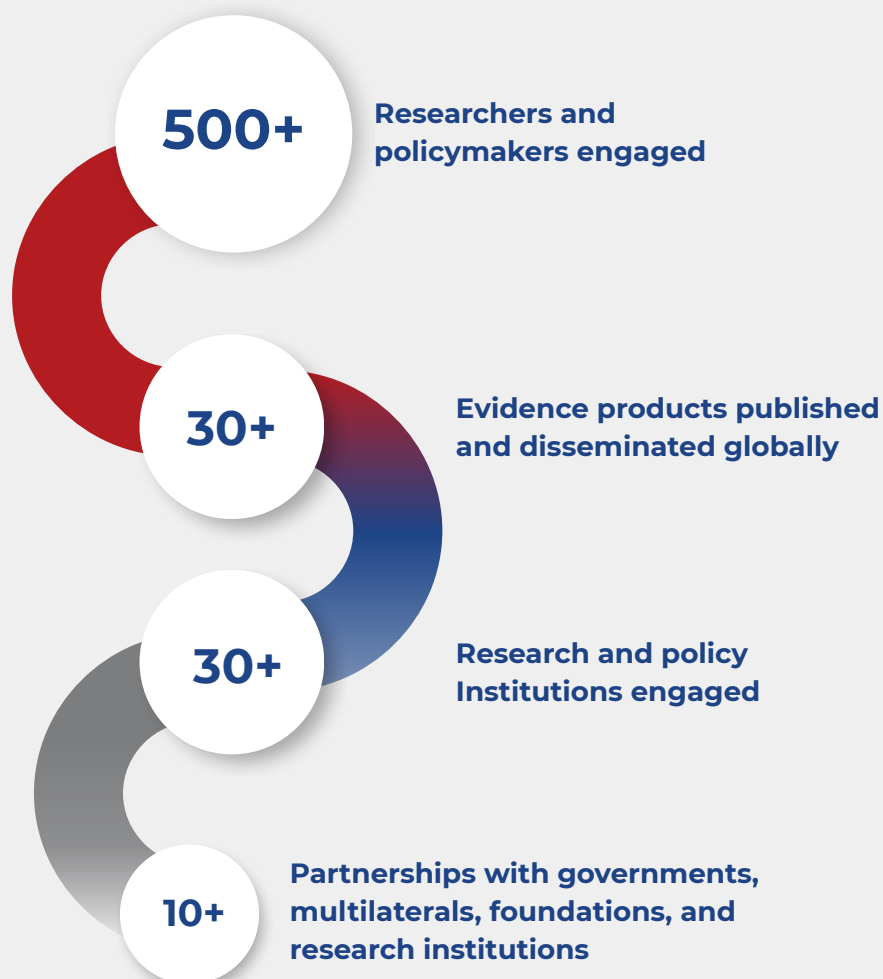 500+
Researchers and
policymakers engaged
30+
Evidence products published
and disseminated globally
30+
Research and policy
Institutions engaged
10+
Partnerships with governments,
multilaterals, foundations, and
research institutions